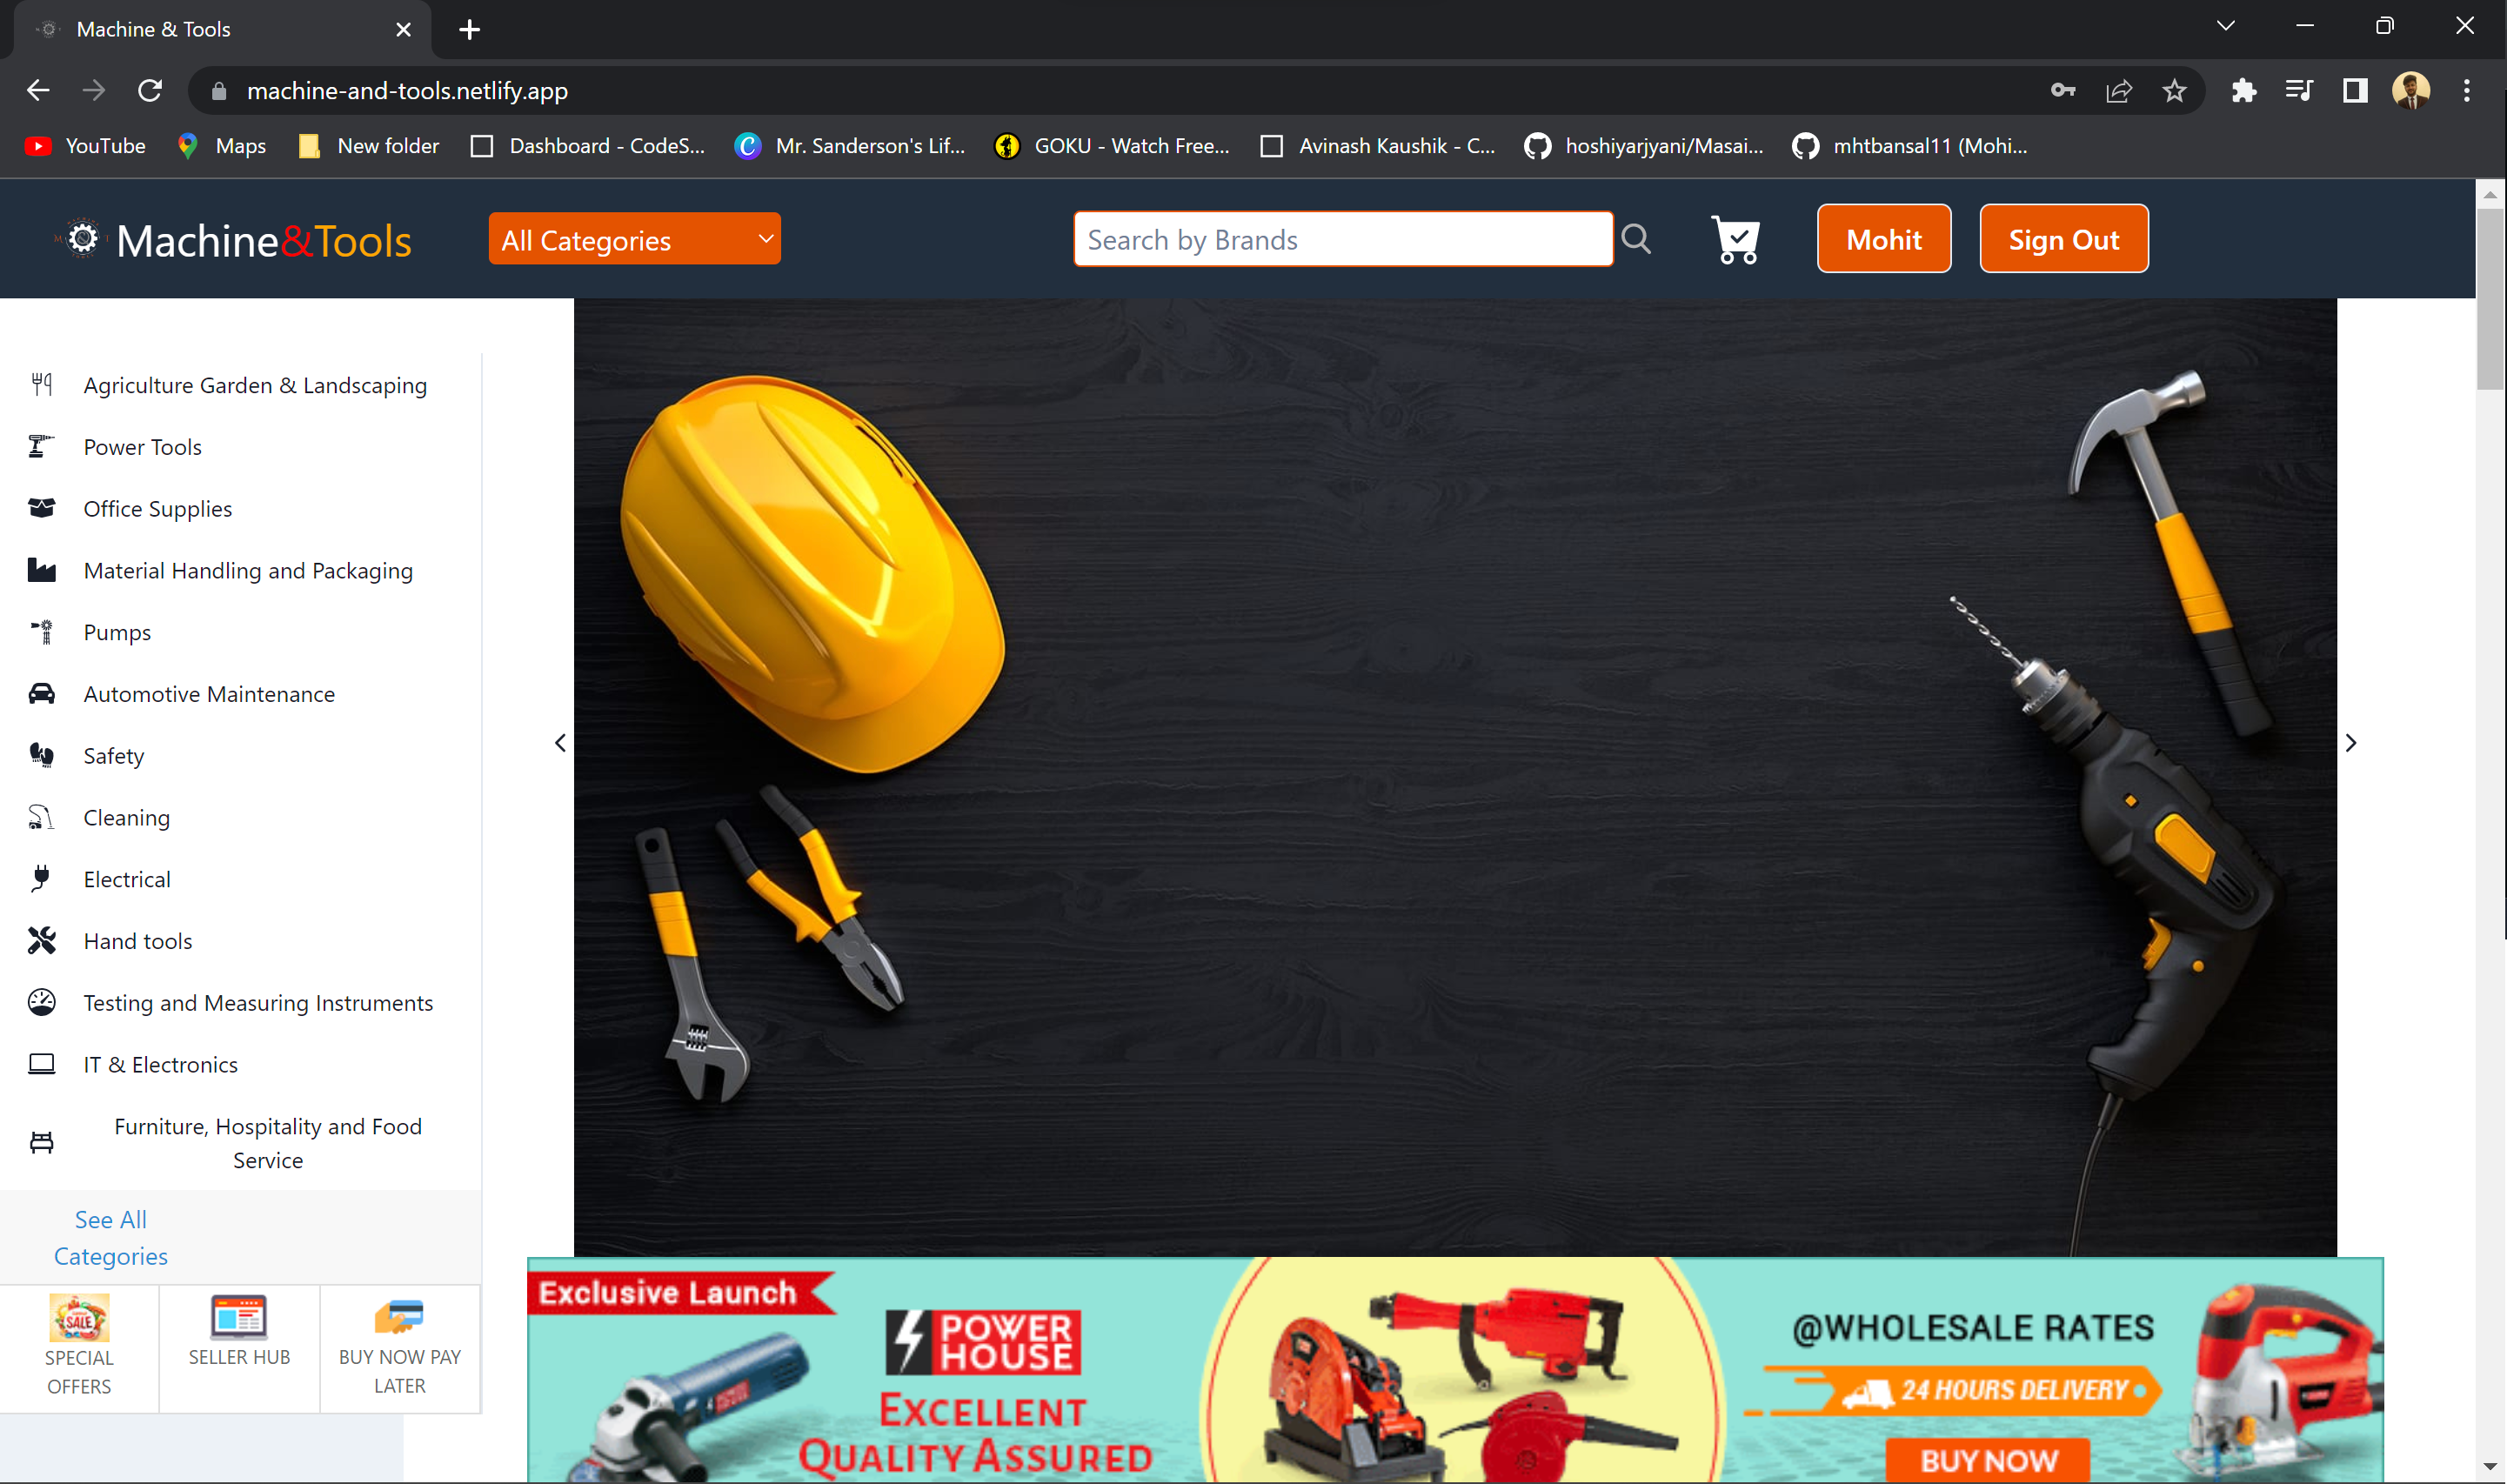 Machine & Tools
machine-and-tools.netlify.app
YouTube
Maps
New folder
Dashboard - CodeS...
Mr. Sanderson's Lif...
GOKU - Watch Free...
Avinash Kaushik - C...
hoshiyarjyani/Masai...
mhtbansal11 (Mohi...
Machine&Tools
All Categories
Search by Brands
Mohit
Sign Out
Agriculture Garden & Landscaping
Power Tools
Office Supplies
Material Handling and Packaging
Pumps
Automotive Maintenance
Safety
Cleaning
Electrical
Hand tools
Testing and Measuring Instruments
IT & Electronics
Furniture, Hospitality and Food
Service
See All
Categories
SALE
SPECIAL
OFFERS
SELLER HUB
BUY NOW PAY
LATER
Exclusive Launch
POWER
HOUSE
EXCELLENT
QUALITY ASSURED
@WHOLESALE RATES
24 HOURS DELIVERY
BUY NOW